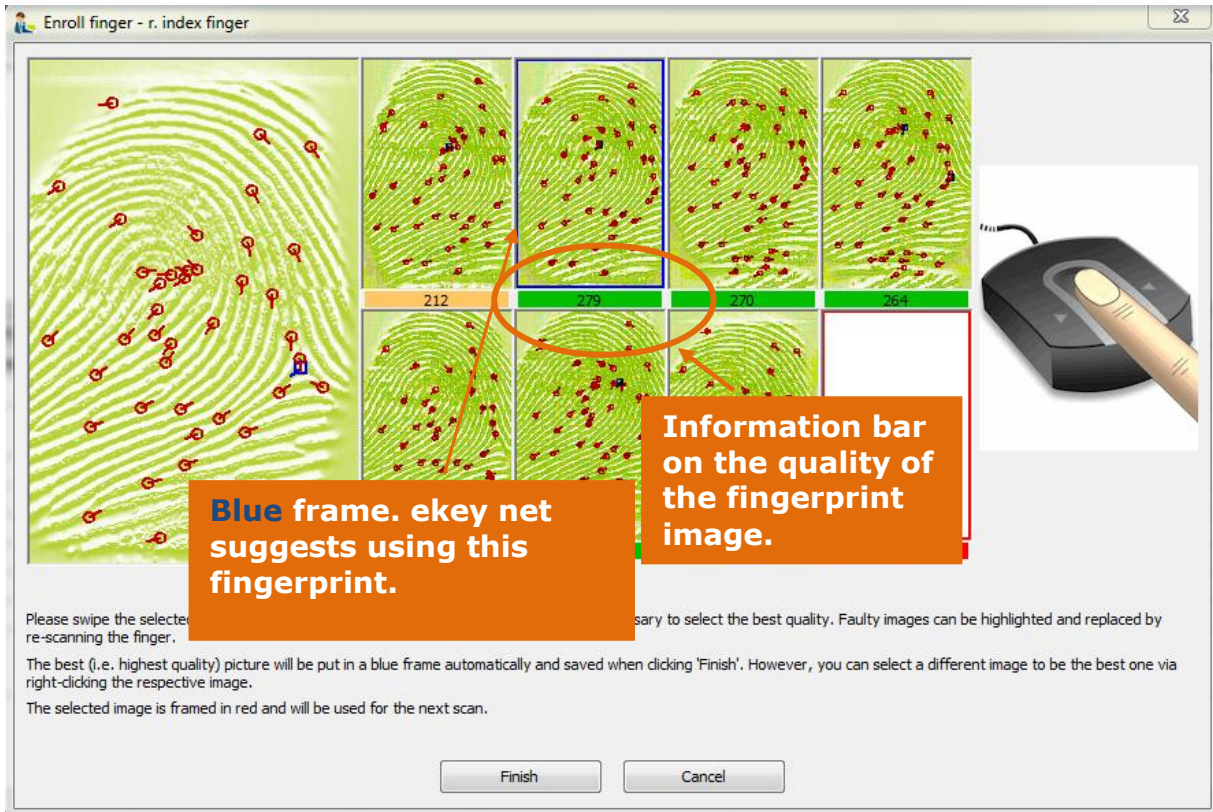 Enroll finger - r. index finger
212 279 270 264
Information bar
on the quality of
the fingerprint
image.
Blue frame. ekey net
suggests using this
fingerprint.
Please swipe the selected sary to select the best quality. Faulty images can be highlighted and replaced by
re-scanning the finger.
The best (i.e. highest quality) picture will be put in a blue frame automatically and saved when clicking 'Finish'. However, you can select a different image to be the best one via
right-clicking the respective image.
The selected image is framed in red and will be used for the next scan.
Finish Cancel